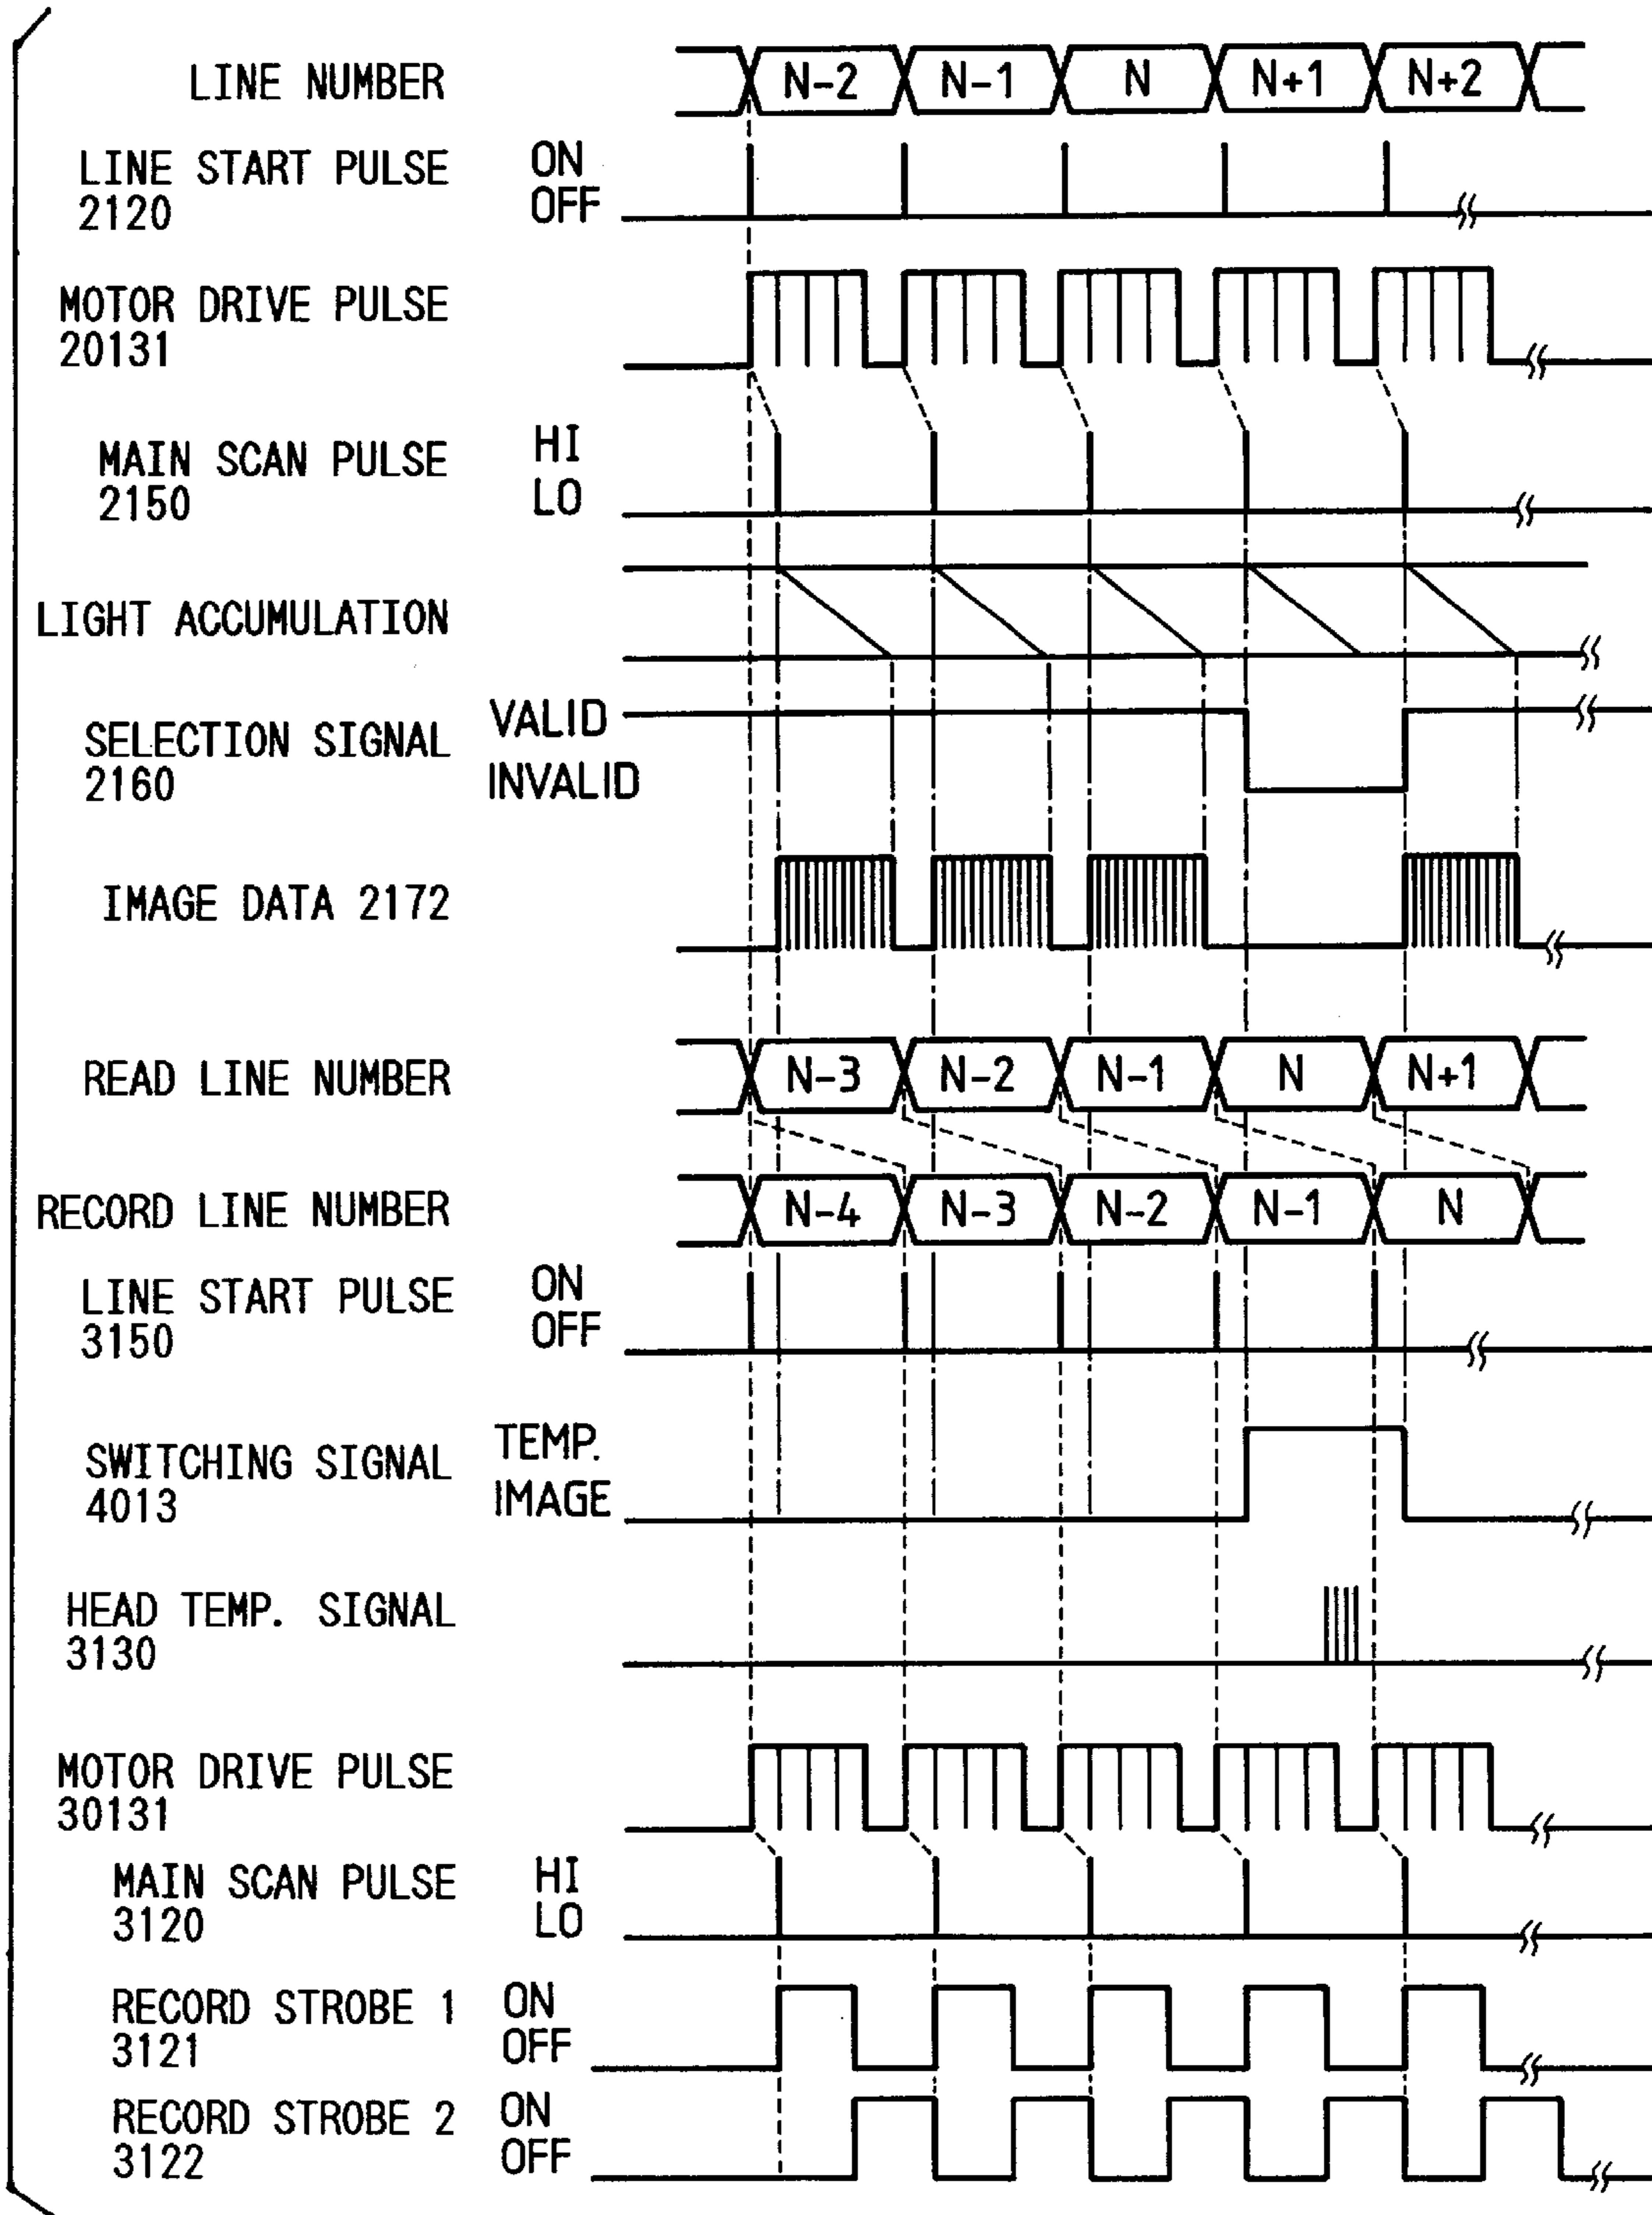 LINE NUMBER N-2 N-1 N N+1 N+2
LINE START PULSE ON
2120 OFF
MOTOR DRIVE PULSE
20131
MAIN SCAN PULSE HI
2150 LO
LIGHT ACCUMULATION
SELECTION SIGNAL VALID
2160 INVALID
IMAGE DATA 2172
READ LINE NUMBER N-3 N-2 N-1 N N+1
RECORD LINE NUMBER N-4 N-3 N-2 N-1 N
LINE START PULSE ON
3150 OFF
SWITCHING SIGNAL TEMP.
4013 IMAGE
HEAD TEMP. SIGNAL
3130
MOTOR DRIVE PULSE
30131
MAIN SCAN PULSE HI
3120 LO
RECORD STROBE 1 ON
3121 OFF
RECORD STROBE 2 ON
3122 OFF